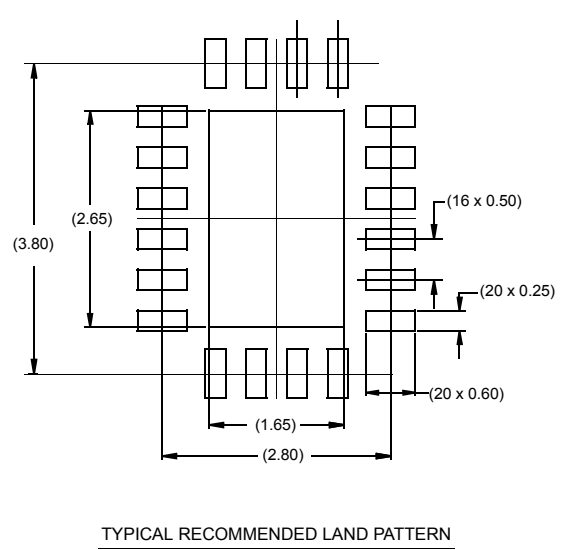 (16 x 0.50)
(2.65)
(3.80)
(20 x 0.25)
(20 x 0.60)
(1.65)
(2.80)
TYPICAL RECOMMENDED LAND PATTERN